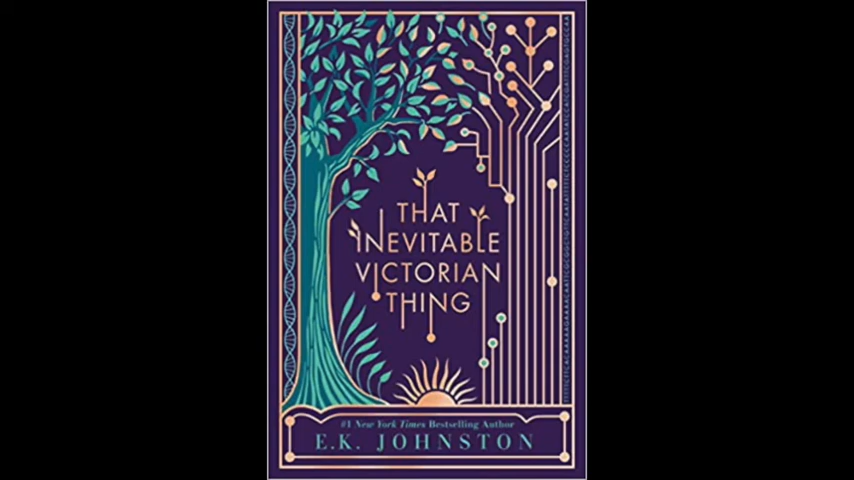 THAT
INEVITABLE
VICTORIAN
THING
#1 New York Times Bestselling Author
E.K. JOHNSTON